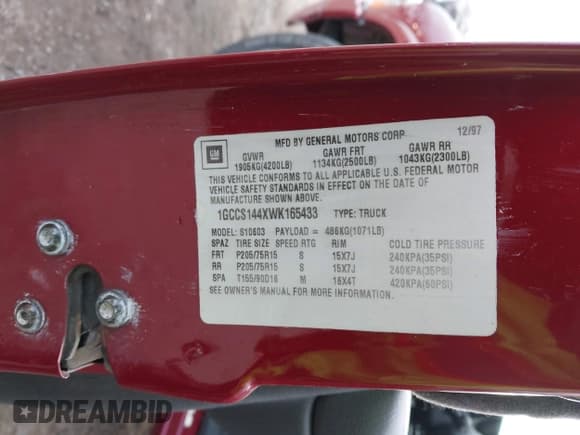 GM
MFD BY GENERAL MOTORS CORP 12/97
GVWR GAWR FRT GAWR RR
1905KG(4200LB) 1134KG(2500LB) 1043KG(2300LB)
THIS VEHICLE CONFORMS TO ALL APPLICABLE U.S. FEDERAL MOTOR
VEHICLE SAFETY STANDARDS IN EFFECT ON THE DATE OF
MANUFACTURE SHOWN ABOVE.
1GCCS144XWK165433 TYPE: TRUCK
MODEL: S10603 PAYLOAD = 486KG(1071LB)
SPAZ TIRE SIZE SPEED RTG RIM COLD TIRE PRESSURE
FRT P205/75R15 S 15X7J 240KPA(35PSI)
RR P205/75R15 S 15X7J 240KPA(35PSI)
SPA T155/90D16 M 16X4T 420KPA(60PSI)
SEE OWNER'S MANUAL FOR MORE INFORMATION.
DREAMBID